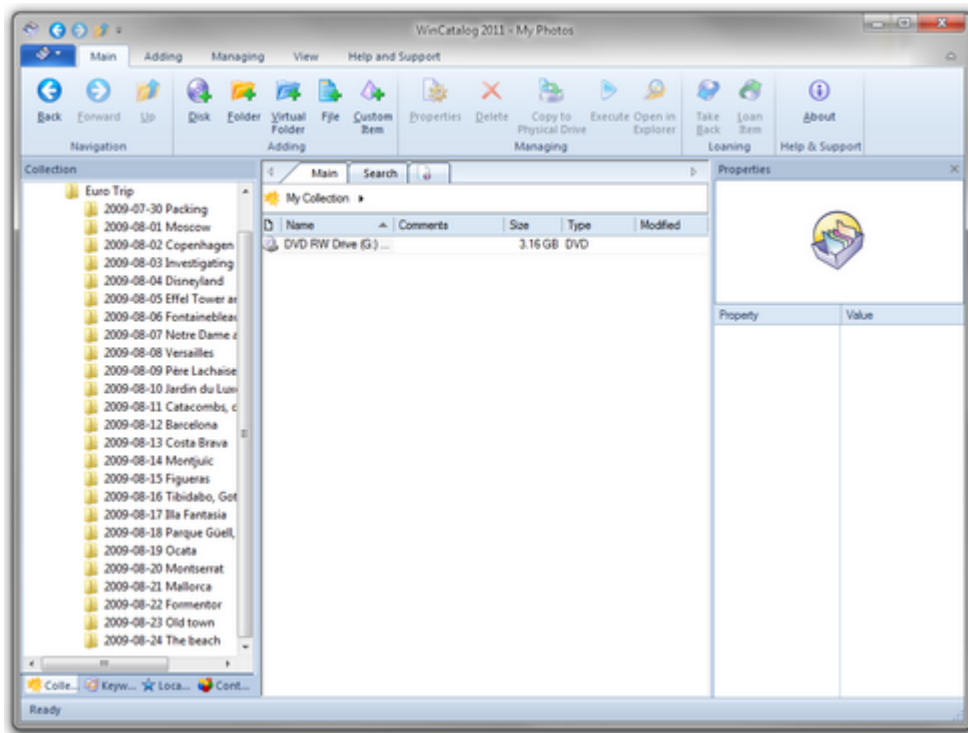 WinCatalog 2011 - My Photos
Main Adding Managing View Help and Support
Back Forward Up Disk Folder Virtual Folder File Custom Item Properties Delete Copy to Physical Drive Execute Open in Explorer Take Back Loan Item About
Navigation Adding Managing Loaning Help & Support
Collection
Euro Trip
2009-07-30 Packing
2009-08-01 Moscow
2009-08-02 Copenhagen
2009-08-03 Investigating
2009-08-04 Disneyland
2009-08-05 Effel Tower ar
2009-08-06 Fontaineblea
2009-08-07 Notre Dame a
2009-08-08 Versailles
2009-08-09 Père Lachaise
2009-08-10 Jardin du Lux
2009-08-11 Catacombs, c
2009-08-12 Barcelona
2009-08-13 Costa Brava
2009-08-14 Montjuic
2009-08-15 Figueras
2009-08-16 Tibidabo, Got
2009-08-17 Illa Fantasia
2009-08-18 Parque Güell,
2009-08-19 Ocata
2009-08-20 Montserrat
2009-08-21 Mallorca
2009-08-22 Formentor
2009-08-23 Old town
2009-08-24 The beach
Colle... Keyw... Loca... Cont...
Main Search
My Collection
Name Comments Size Type Modified
DVD RW Drive (G:) ... 3.16 GB DVD
Properties
Property Value
Ready